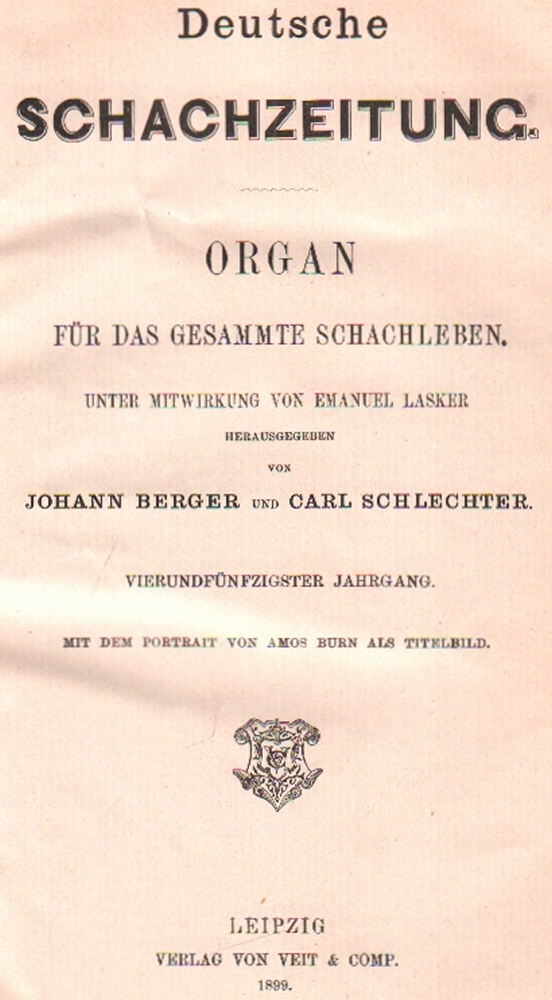 Deutsche
SCHACHZEITUNG.
ORGAN
FÜR DAS GESAMMTE SCHACHLEBEN.
UNTER MITWIRKUNG VON EMANUEL LASKER
HERAUSGEGEBEN
VON
JOHANN BERGER UND CARL SCHLECHTER.
VIERUNDFÜNFZIGSTER JAHRGANG.
MIT DEM PORTRAIT VON AMOS BURN ALS TITELBILD.
LEIPZIG
VERLAG VON VEIT & COMP.
1899.